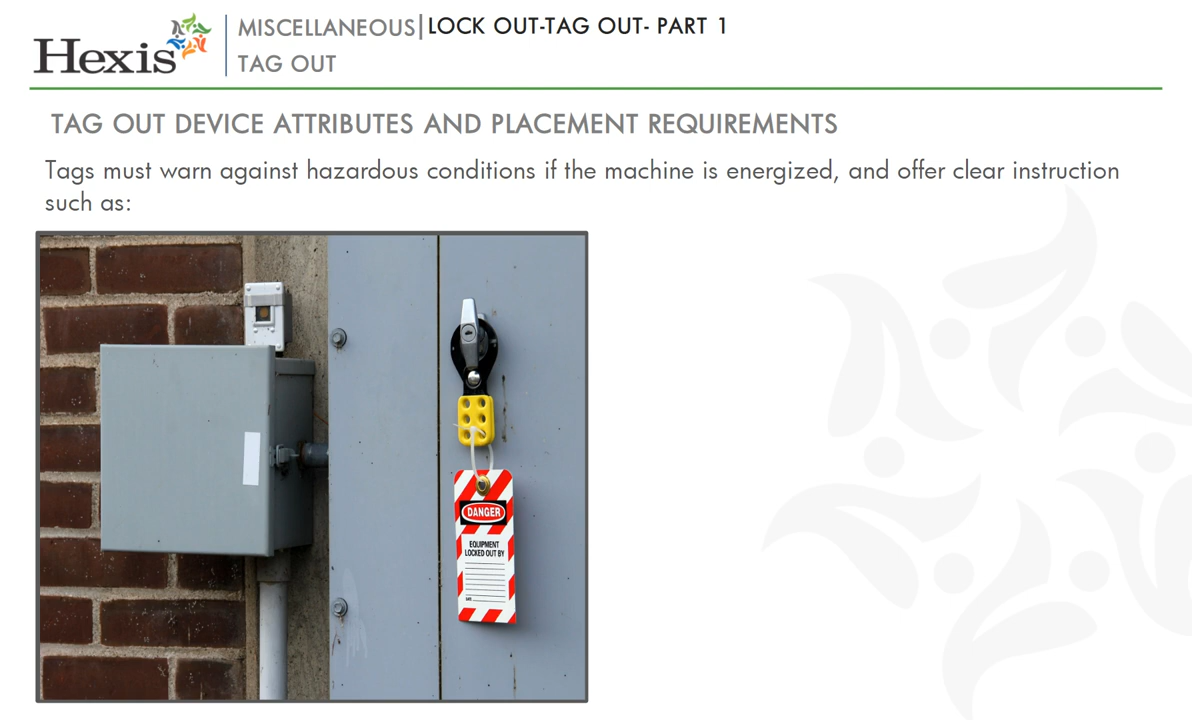 Hexis
MISCELLANEOUS| LOCK OUT-TAG OUT- PART 1
TAG OUT
TAG OUT DEVICE ATTRIBUTES AND PLACEMENT REQUIREMENTS
Tags must warn against hazardous conditions if the machine is energized, and offer clear instruction
such as:
DANGER
EQUIPMENT
LOCKED OUT BY